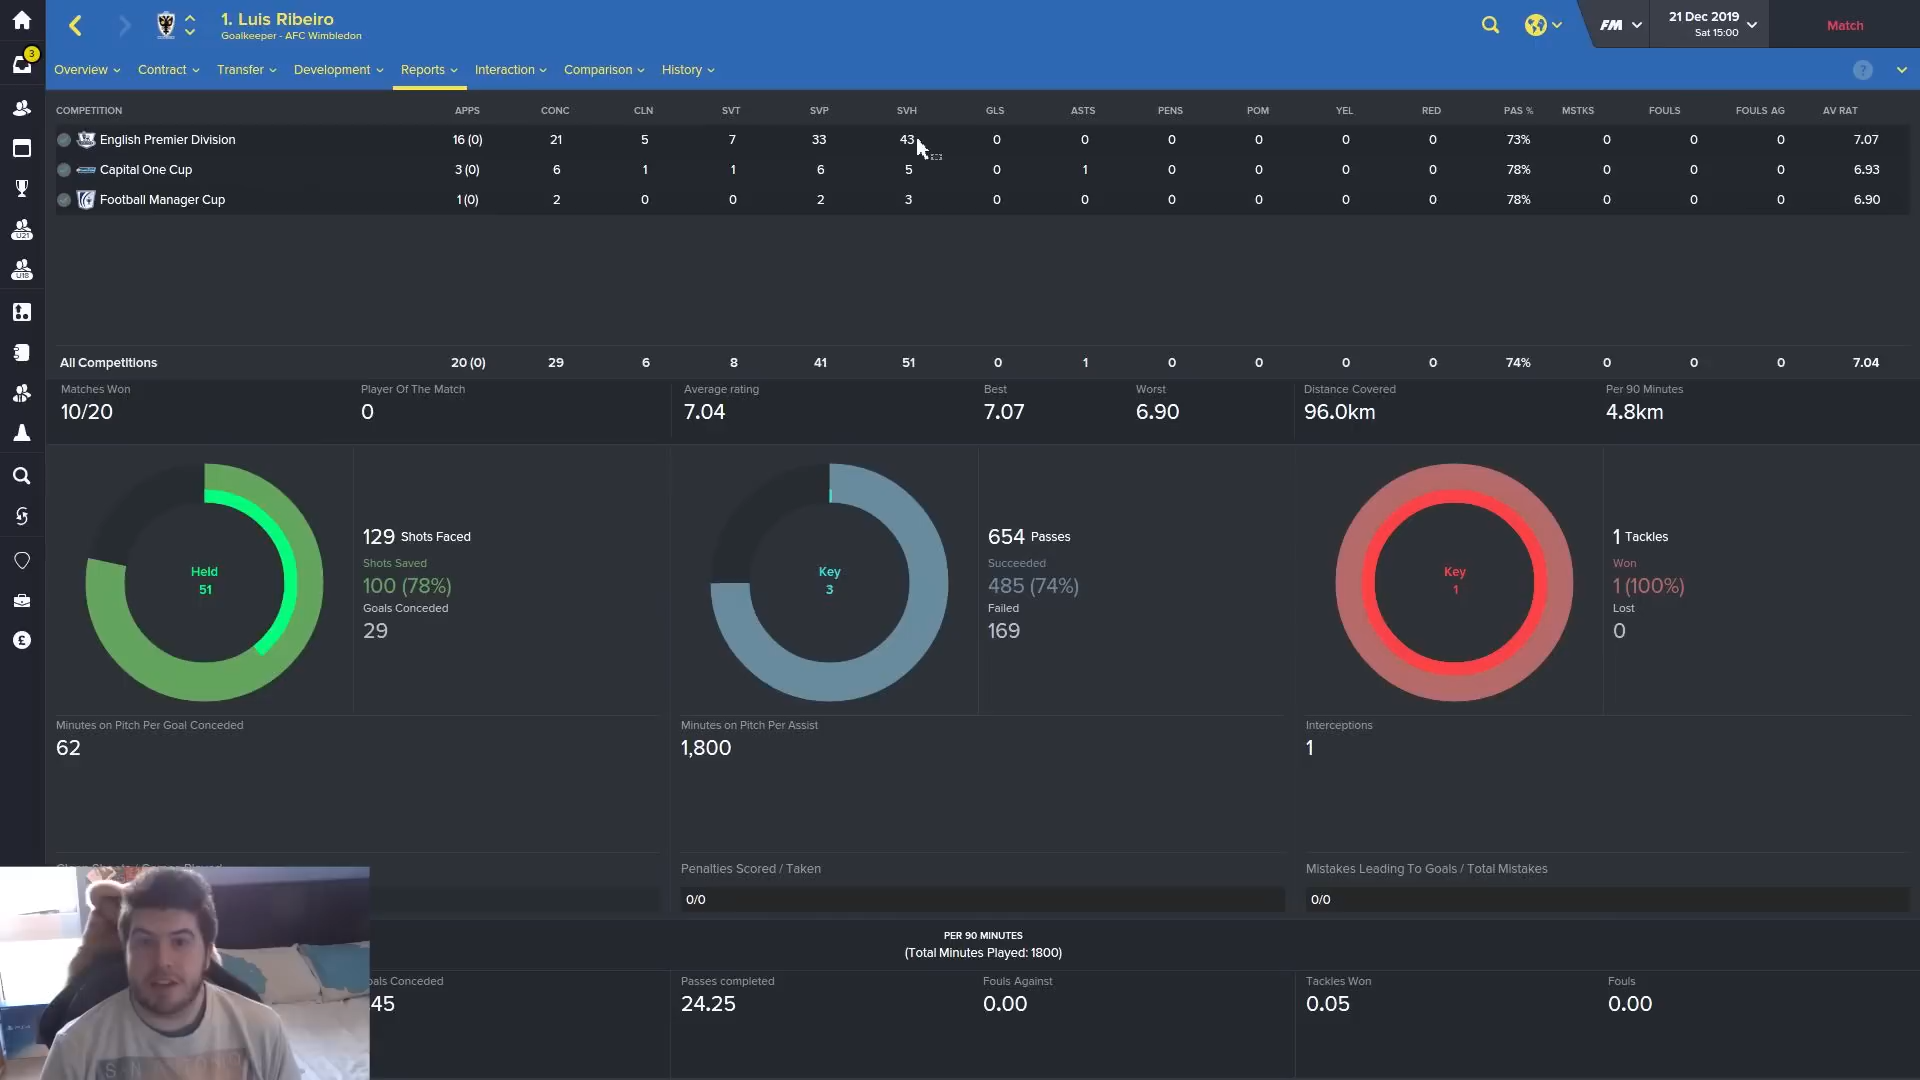 1. Luis Ribeiro
Goalkeeper - AFC Wimbledon
FM
21 Dec 2019
Sat 15:00
Match
3
Overview Contract Transfer Development Reports Interaction Comparison History
?
COMPETITION APPS CONC CLN SVT SVP SVH GLS ASTS PENS POM YEL RED PAS % MSTKS FOULS FOULS AG AV RAT
English Premier Division 16 (0) 21 5 7 33 43 0 0 0 0 0 0 73% 0 0 0 7.07
Capital One Cup 3 (0) 6 1 1 6 5 0 1 0 0 0 0 78% 0 0 0 6.93
Football Manager Cup 1 (0) 2 0 0 2 3 0 0 0 0 0 0 78% 0 0 0 6.90
U21
U18
All Competitions 20 (0) 29 6 8 41 51 0 1 0 0 0 0 74% 0 0 0 7.04
Matches Won Player Of The Match Average rating Best Worst Distance Covered Per 90 Minutes
10/20 0 7.04 7.07 6.90 96.0km 4.8km
Held
51
129 Shots Faced
Shots Saved
100 (78%)
Goals Conceded
29
Key
3
654 Passes
Succeeded
485 (74%)
Failed
169
Key
1
1 Tackles
Won
1 (100%)
Lost
0
£
Minutes on Pitch Per Goal Conceded
62
Minutes on Pitch Per Assist
1,800
Interceptions
1
Penalties Scored / Taken
0/0
Mistakes Leading To Goals / Total Mistakes
0/0
PER 90 MINUTES
(Total Minutes Played: 1800)
Conceded
45
Passes completed
24.25
Fouls Against
0.00
Tackles Won
0.05
Fouls
0.00